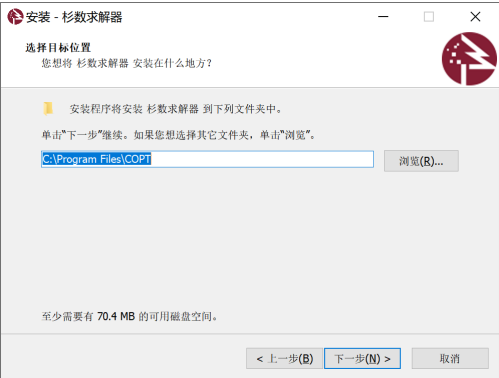 安装 - 杉数求解器
选择目标位置
您想将 杉数求解器 安装在什么地方?
安装程序将安装 杉数求解器 到下列文件夹中。
单击“下一步”继续。如果您想选择其它文件夹，单击“浏览”。
C:\Program Files\COPT
浏览(R)...
至少需要有 70.4 MB 的可用磁盘空间。
< 上一步(B)
下一步(N) >
取消